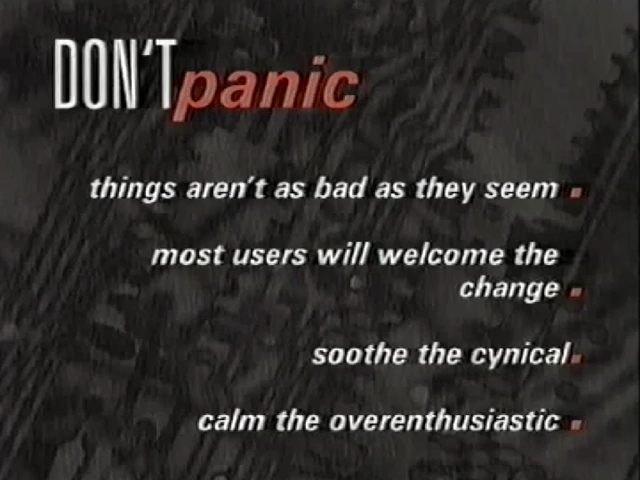 DON'T panic
things aren't as bad as they seem
most users will welcome the
change
soothe the cynical
calm the overenthusiastic